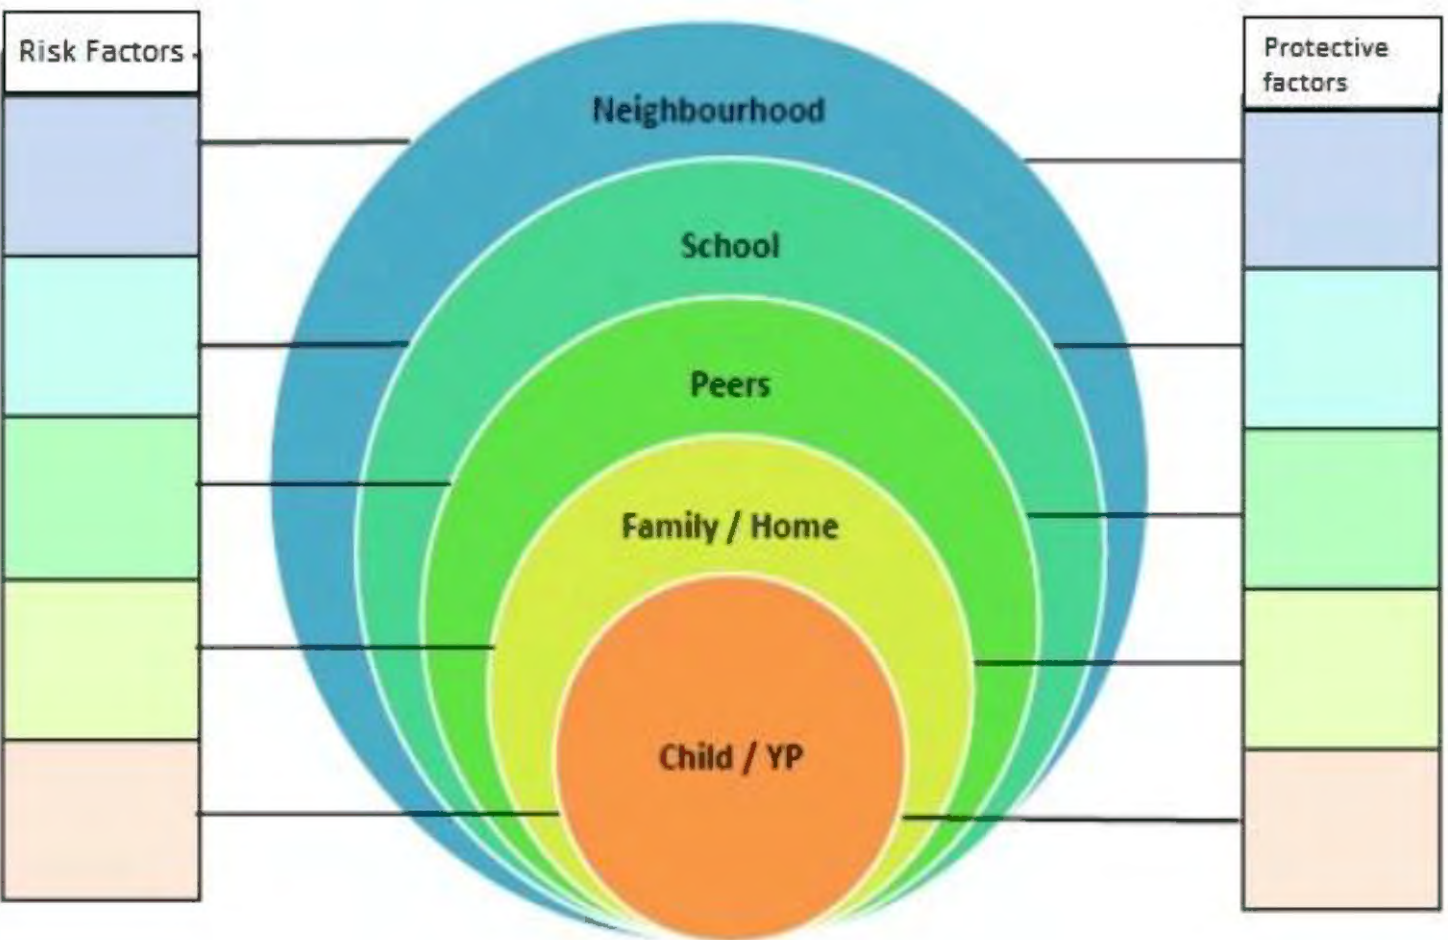 Risk Factors
Protective
factors
Neighbourhood
School
Peers
Family / Home
Child / YP